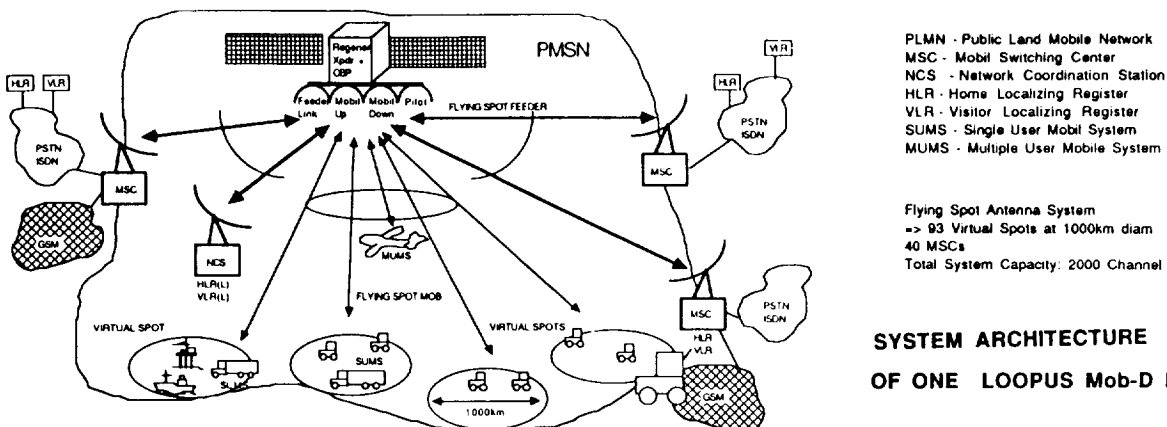 PMSN
Regener
Xpdr +
OBP
Feeder Mobil Mobil Pilot
Link Up Down
FLYING SPOT FEEDER
HLR VLR
PSTN
ISDN
MSC
GSM
NCS
HLR(L)
VLR(L)
MUMS
VLR
HLR
PSTN
ISDN
MSC
FLYING SPOT MOB
VIRTUAL SPOT
SUMS
SUMS
VIRTUAL SPOTS
1000km
MSC
HLR
VLR
PSTN
ISDN
GSM
PLMN - Public Land Mobile Network
MSC - Mobil Switching Center
NCS - Network Coordination Station
HLR - Home Localizing Register
VLR - Visitor Localizing Register
SUMS - Single User Mobil System
MUMS - Multiple User Mobile System
Flying Spot Antenna System
=> 93 Virtual Spots at 1000km diam
40 MSCs
Total System Capacity: 2000 Channel
SYSTEM ARCHITECTURE
OF ONE LOOPUS Mob-D